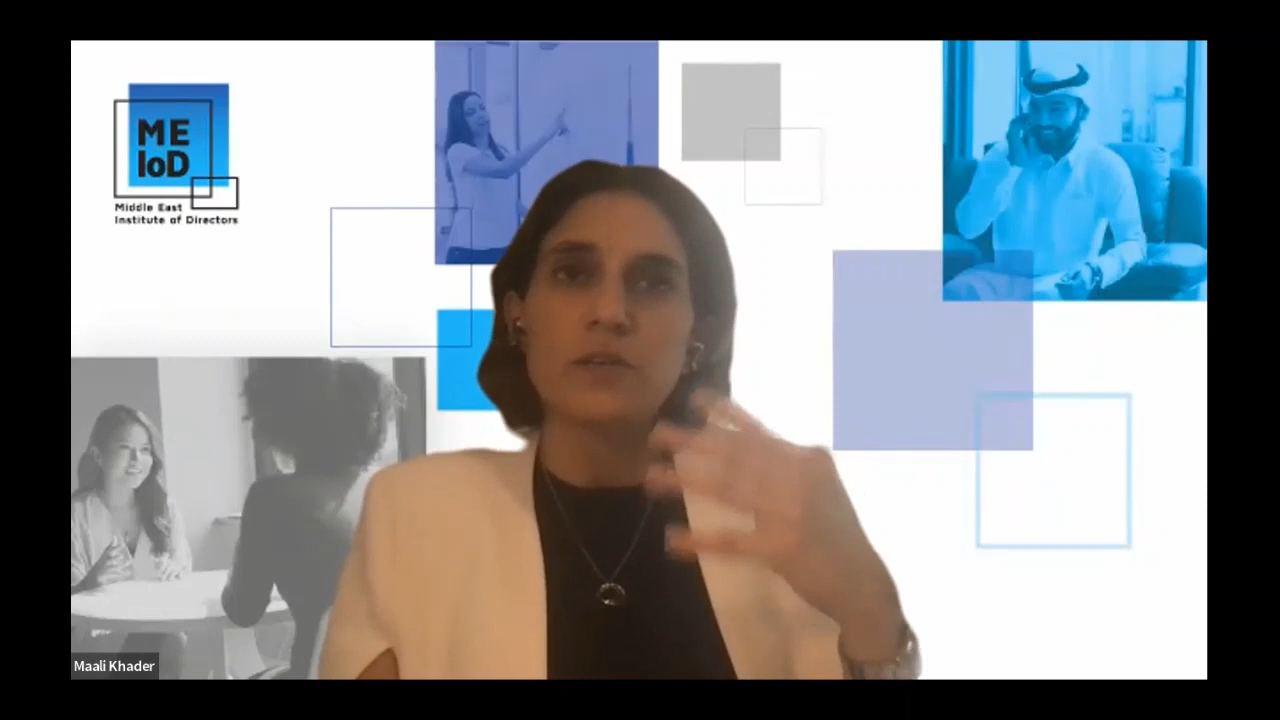 ME
IoD
Middle East
Institute of Directors
Maali Khader